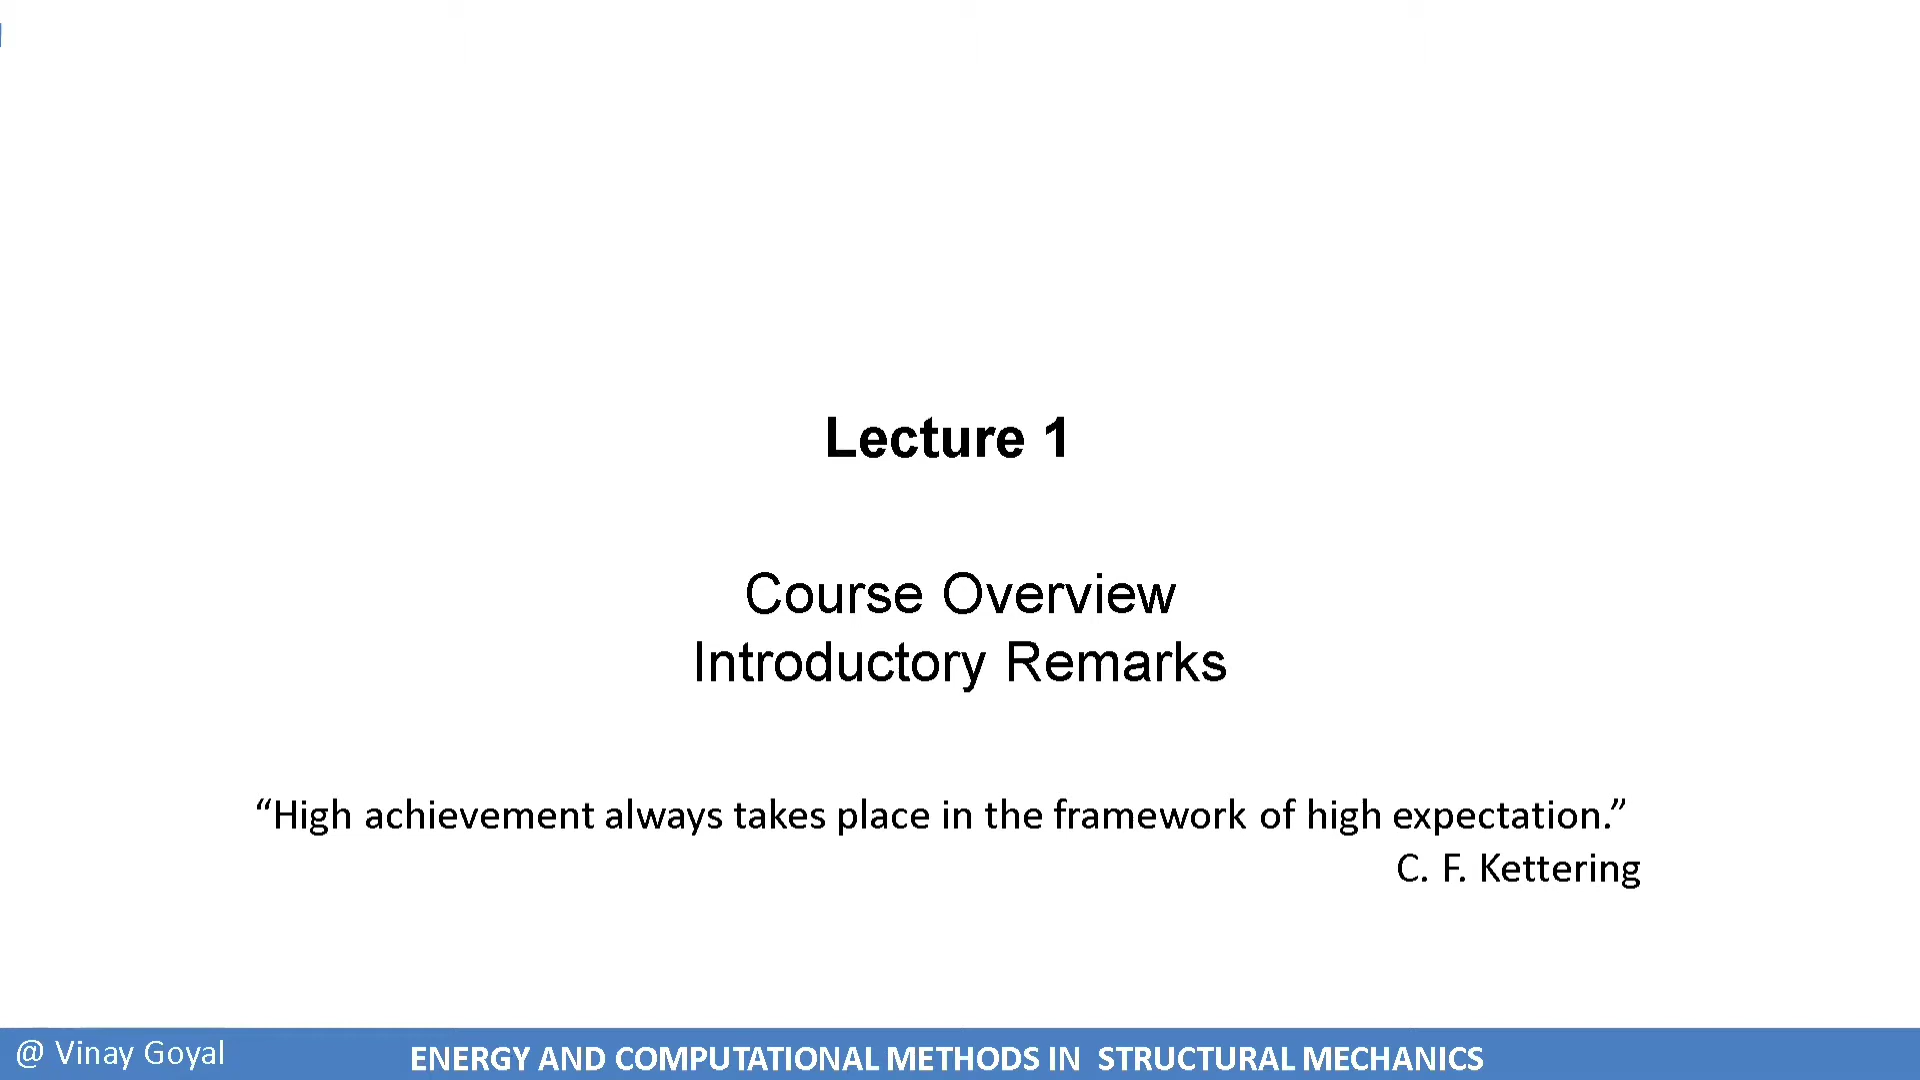 Lecture 1
Course Overview
Introductory Remarks
“High achievement always takes place in the framework of high expectation.”
C. F. Kettering
@ Vinay Goyal
ENERGY AND COMPUTATIONAL METHODS IN STRUCTURAL MECHANICS